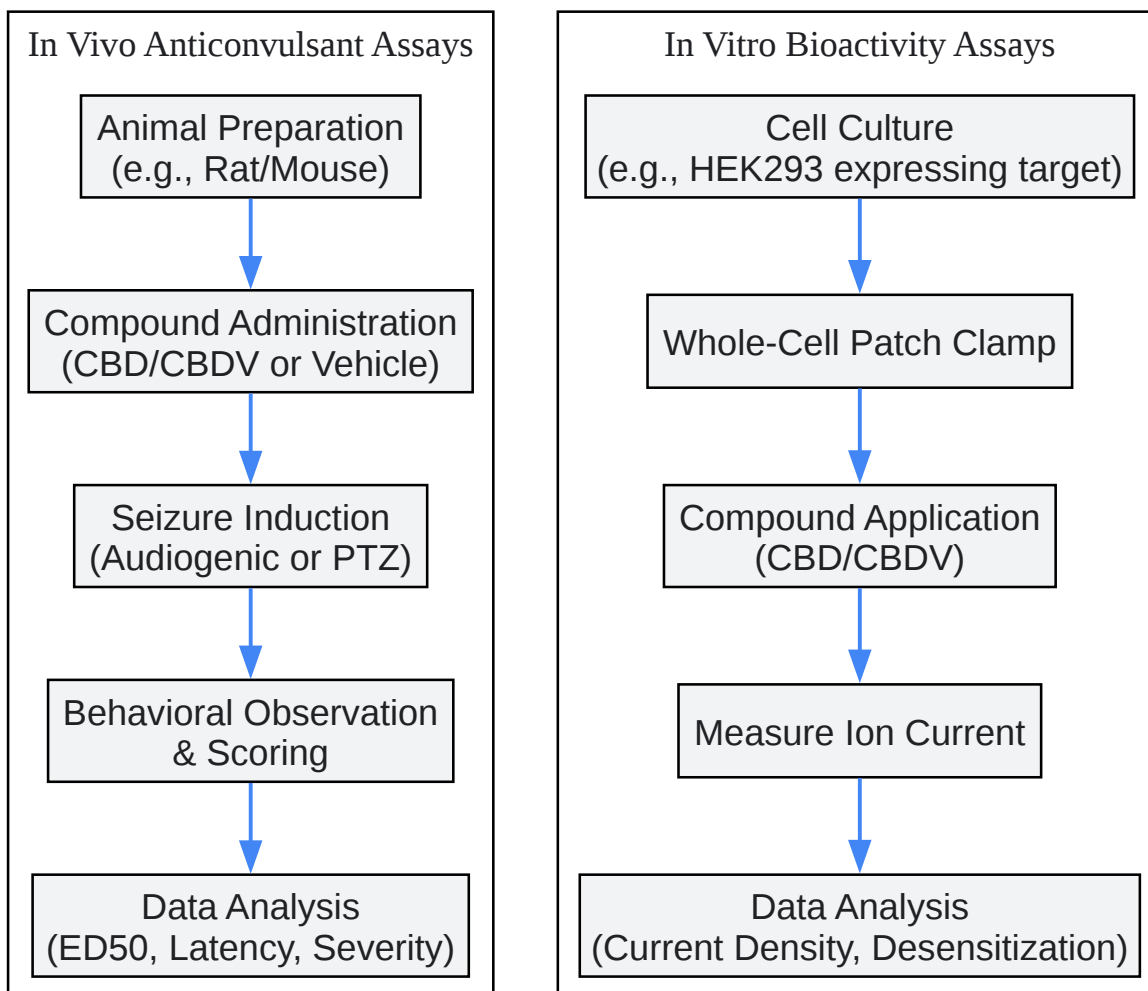 In Vivo Anticonvulsant Assays
Animal Preparation
(e.g., Rat/Mouse)
Compound Administration
(CBD/CBDV or Vehicle)
Seizure Induction
(Audiogenic or PTZ)
Behavioral Observation
& Scoring
Data Analysis
(ED50, Latency, Severity)
In Vitro Bioactivity Assays
Cell Culture
(e.g., HEK293 expressing target)
Whole-Cell Patch Clamp
Compound Application
(CBD/CBDV)
Measure Ion Current
Data Analysis
(Current Density, Desensitization)